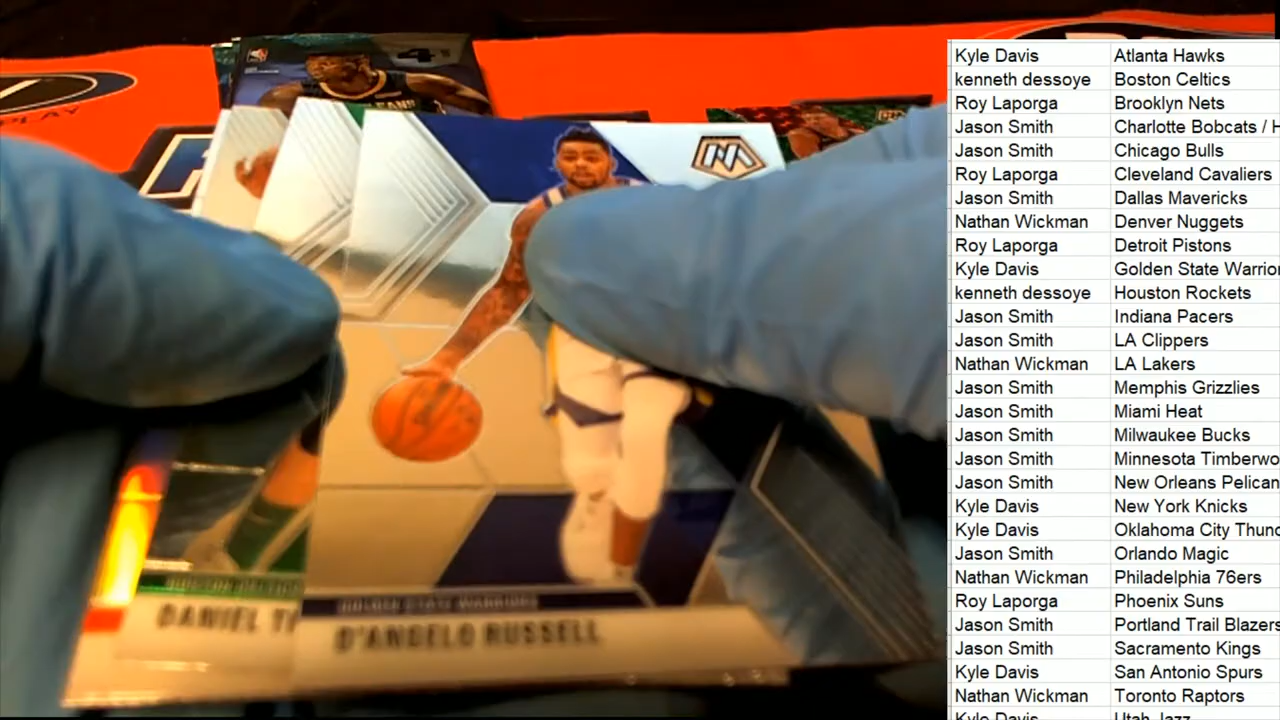 PLAY
GOLDEN STATE WARRIORS
D'ANGELO RUSSELL
DANIEL
Kyle Davis Atlanta Hawks
kenneth dessoye Boston Celtics
Roy Laporga Brooklyn Nets
Jason Smith Charlotte Bobcats / H
Jason Smith Chicago Bulls
Roy Laporga Cleveland Cavaliers
Jason Smith Dallas Mavericks
Nathan Wickman Denver Nuggets
Roy Laporga Detroit Pistons
Kyle Davis Golden State Warrio
kenneth dessoye Houston Rockets
Jason Smith Indiana Pacers
Jason Smith LA Clippers
Nathan Wickman LA Lakers
Jason Smith Memphis Grizzlies
Jason Smith Miami Heat
Jason Smith Milwaukee Bucks
Jason Smith Minnesota Timberwo
Jason Smith New Orleans Pelican
Kyle Davis New York Knicks
Kyle Davis Oklahoma City Thund
Jason Smith Orlando Magic
Nathan Wickman Philadelphia 76ers
Roy Laporga Phoenix Suns
Jason Smith Portland Trail Blazers
Jason Smith Sacramento Kings
Kyle Davis San Antonio Spurs
Nathan Wickman Toronto Raptors
Kyle Davis Utah Jazz